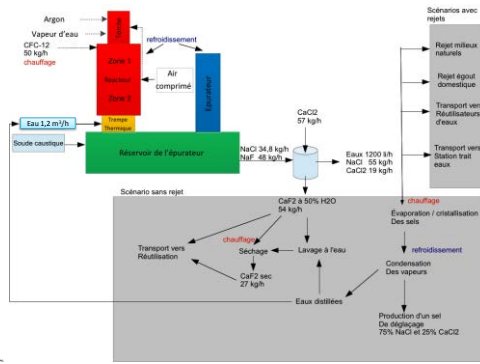 Argon
Vapeur d'eau
CFC-12
50 kg/h
chauffage
Torche
Zone 1
Réacteur
Zone 2
refroidissement
Air
comprimé
Epurateur
Eau 1,2 m³/h
Trempe
Thermique
Soude caustique
Réservoir de l'épurateur
NaCl 34,8 kg/h
NaF 48 kg/h
CaCl2
57 kg/h
Eaux 1200 li/h
NaCl 55 kg/h
CaCl2 19 kg/h
Scénarios avec
rejets
Rejet milieux
naturels
Rejet égout
domestique
Transport vers
Réutilisateurs
d'eaux
Transport vers
Station trait
eaux
Scénario sans rejet
CaF2 à 50% H2O
54 kg/h
chauffage
Séchage
Lavage à l'eau
Transport vers
Réutilisation
CaF2 sec
27 kg/h
Eaux distillées
chauffage
Évaporation / cristallisation
Des sels
refroidissement
Condensation
Des vapeurs
Production d'un sel
De déglaçage
75% NaCl et 25% CaCl2